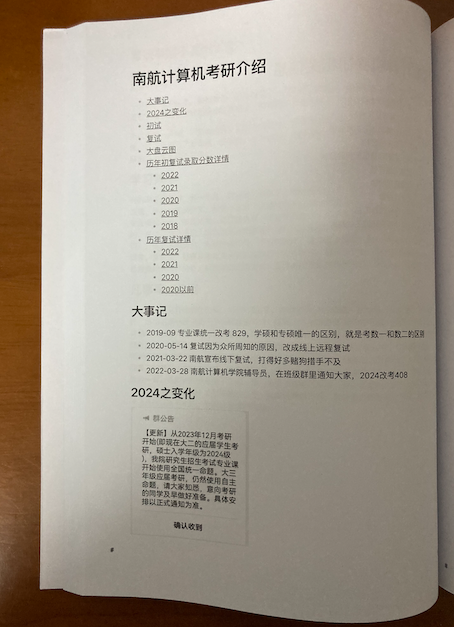 南航计算机考研介绍
大事记
2024之变化
初试
复试
大盘云图
历年初复试录取分数详情
2022
2021
2020
2019
2018
历年复试详情
2022
2021
2020
2020以前
大事记
2019-09 专业课统一改考 829，学硕和专硕唯一的区别，就是考数一和数二的区别
2020-05-14 复试因为众所周知的原因，改成线上远程复试
2021-03-22 南航宣布线下复试，打得好多赌狗措手不及
2022-03-28 南航计算机学院辅导员，在班级群里通知大家，2024改考408
2024之变化
群公告
【更新】从2023年12月考研
开始(即现在大二的应届学生考
研，硕士入学年级为2024级
)，我院研究生招生考试专业课
开始使用全国统一命题。大三
年级应届考研，仍然使用自主
命题，请大家知悉，意向考研
的同学及早做好准备。具体安
排以正式通知为准。
确认收到